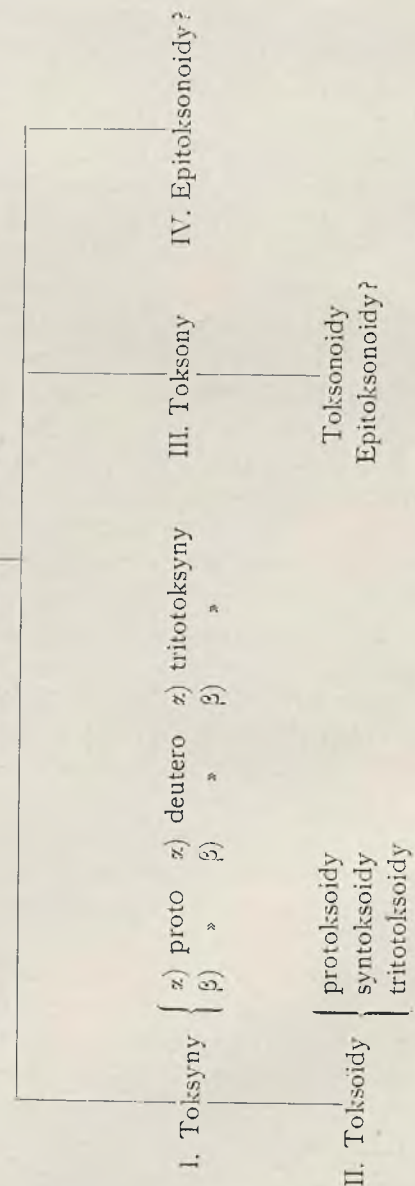 I. Toksyny { α) proto α) deutero α) tritotoksyny III. Toksony IV. Epitoksonoidy?
β) » β) » β) »
II. Toksoidy { protoksoidy
syntoksoidy
tritotoksoidy
Toksonoidy
Epitoksonoidy?